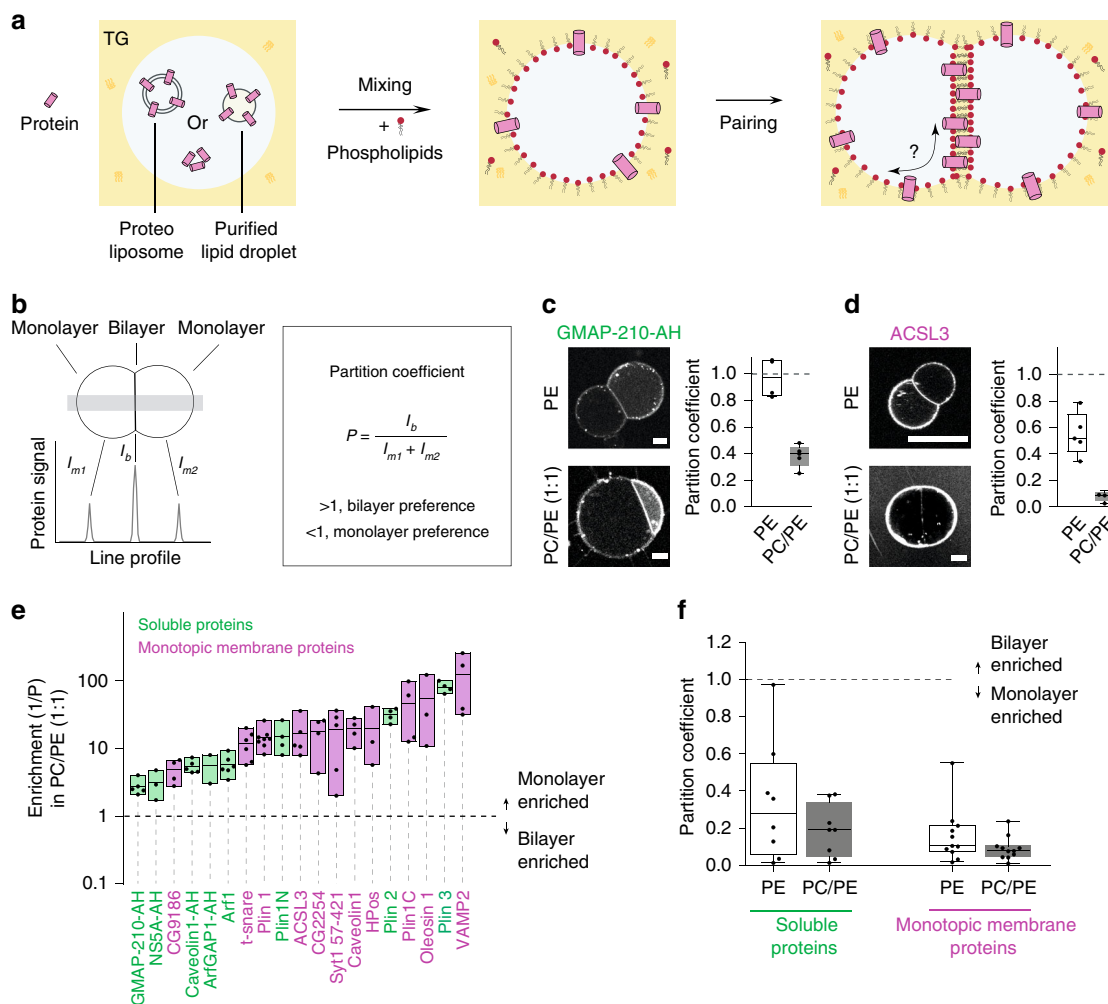 a
TG
Protein
Or
Proteo
liposome
Purified
lipid droplet
Mixing
+
Phospholipids
Pairing
?
b
Monolayer
Bilayer
Monolayer
I_m1
I_b
I_m2
Protein signal
Line profile
Partition coefficient
P = I_b / (I_m1 + I_m2)
>1, bilayer preference
<1, monolayer preference
c
GMAP-210-AH
PE
PC/PE (1:1)
Partition coefficient
1.0
0.8
0.6
0.4
0.2
0.0
PE
PC/PE
d
ACSL3
PE
PC/PE (1:1)
Partition coefficient
1.0
0.8
0.6
0.4
0.2
0.0
PE
PC/PE
e
Soluble proteins
Monotopic membrane proteins
Enrichment (1/P)
in PC/PE (1:1)
100
10
1
0.1
Monolayer
enriched
Bilayer
enriched
GMAP-210-AH
NS5A-AH
CG9186
Caveolin1-AH
ArfGAP1-AH
Arf1
t-snare
Plin 1
Plin1N
ACSL3
CG2254
Syt1 57-421
Caveolin1
HPos
Plin 2
Plin1C
Oleosin 1
Plin 3
VAMP2
f
Partition coefficient
1.2
1.0
0.8
0.6
0.4
0.2
0.0
Bilayer
enriched
Monolayer
enriched
PE
PC/PE
PE
PC/PE
Soluble
proteins
Monotopic membrane
proteins